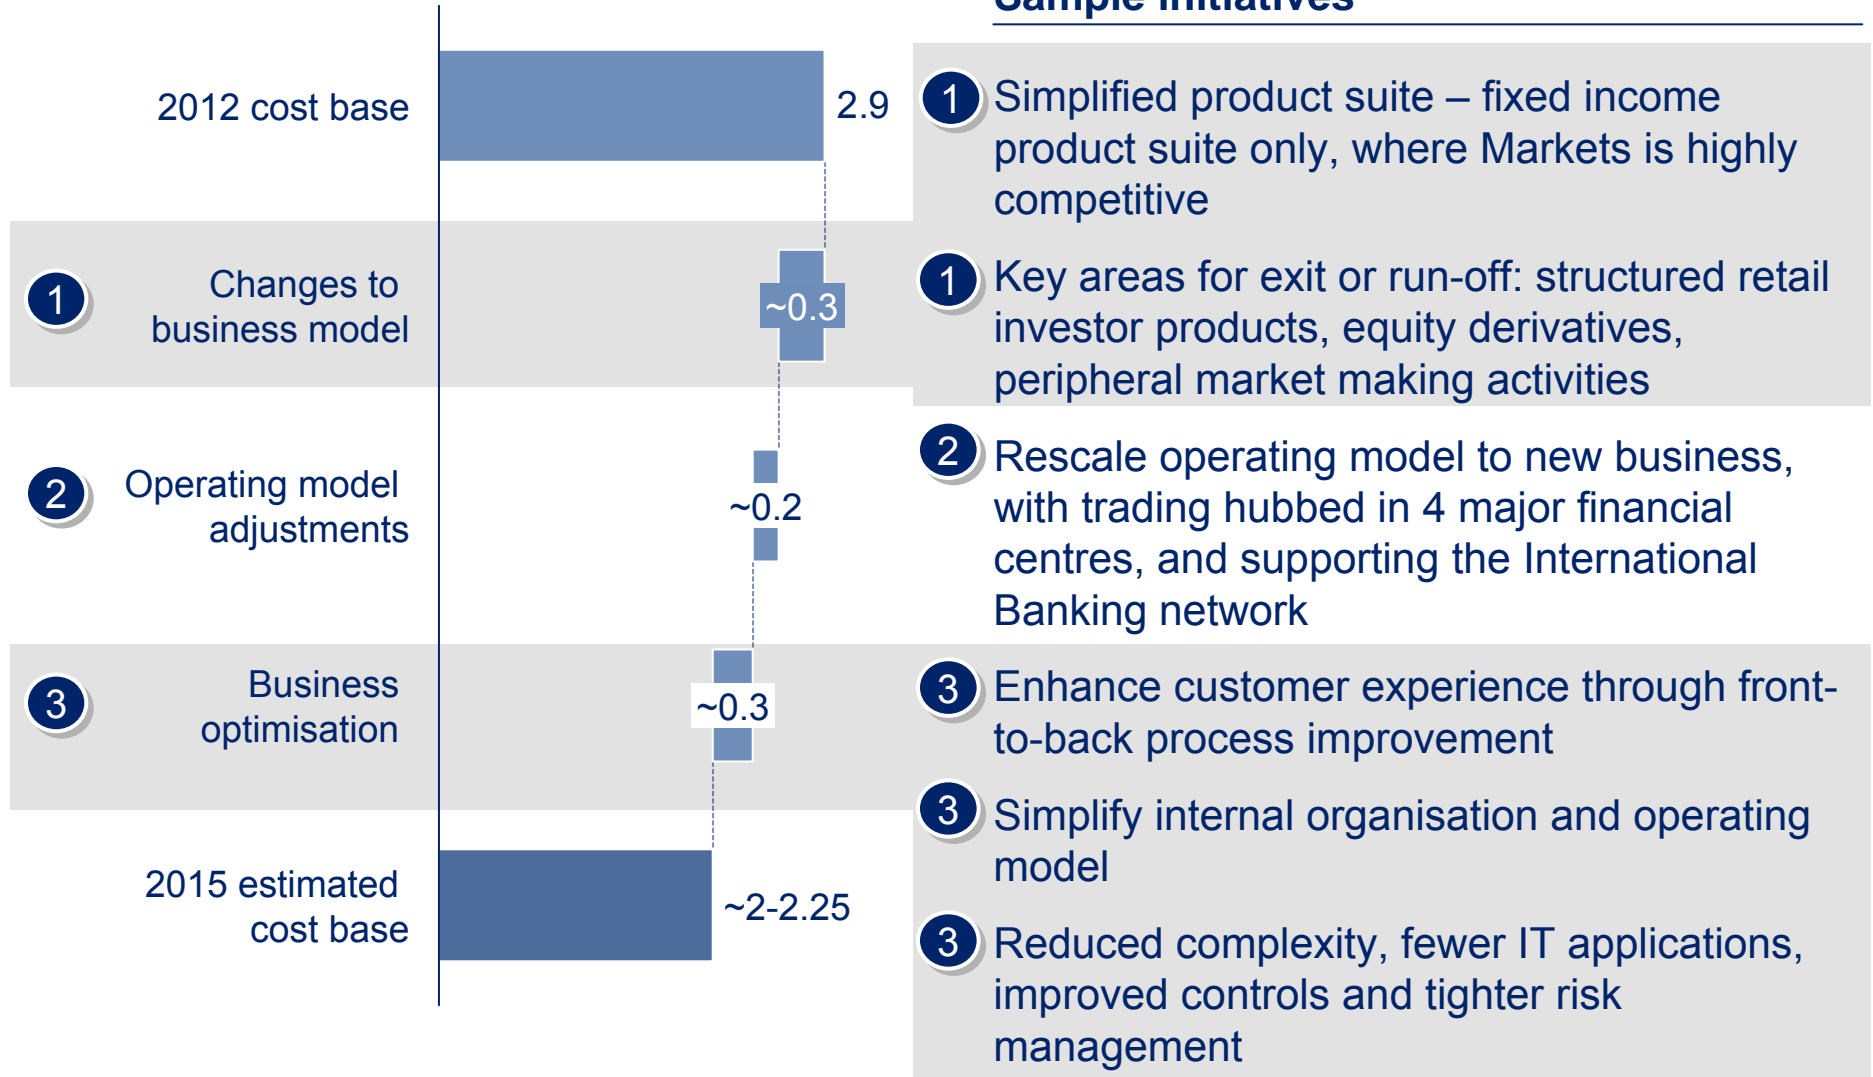 Sample initiatives
2012 cost base
2.9
1
Changes to
business model
~0.3
2
Operating model
adjustments
~0.2
3
Business
optimisation
~0.3
2015 estimated
cost base
~2-2.25
1
Simplified product suite – fixed income
product suite only, where Markets is highly
competitive
1
Key areas for exit or run-off: structured retail
investor products, equity derivatives,
peripheral market making activities
2
Rescale operating model to new business,
with trading hubbed in 4 major financial
centres, and supporting the International
Banking network
3
Enhance customer experience through front-
to-back process improvement
3
Simplify internal organisation and operating
model
3
Reduced complexity, fewer IT applications,
improved controls and tighter risk
management